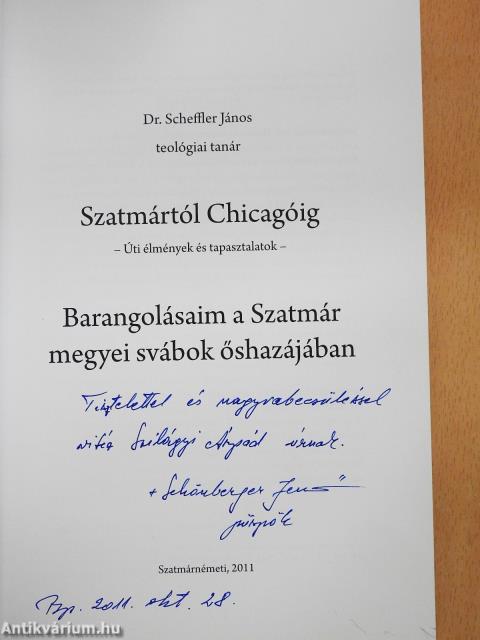 Dr. Scheffler János
teológiai tanár
Szatmártól Chicagóig
– Úti élmények és tapasztalatok –
Barangolásaim a Szatmár
megyei svábok őshazájában
Tisztelettel és nagyrabecsüléssel
vitéz Szilágyi Árpád úrnak.
+ Schönberger Jenő
püspök
Szatmárnémeti, 2011
Bp. 2011. okt. 28.
Antikvárium.hu